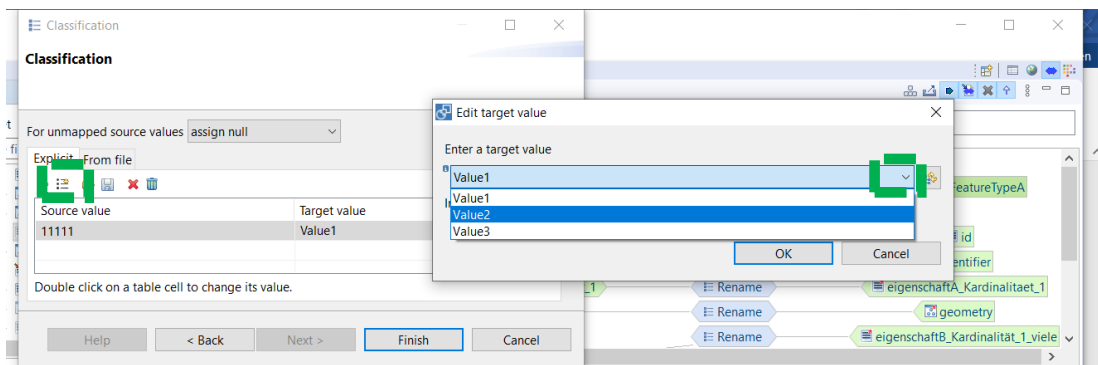 Classification
Classification
For unmapped source values assign null
Explicit From file
Source value Target value
11111 Value1
Double click on a table cell to change its value.
Help < Back Next > Finish Cancel
Edit target value
Enter a target value
Value1
Value1
Value2
Value3
OK Cancel
FeatureTypeA
id
entifier
_1 Rename eigenschaftA_Kardinalitaet_1
Rename geometry
Rename eigenschaftB_Kardinalität_1_viele